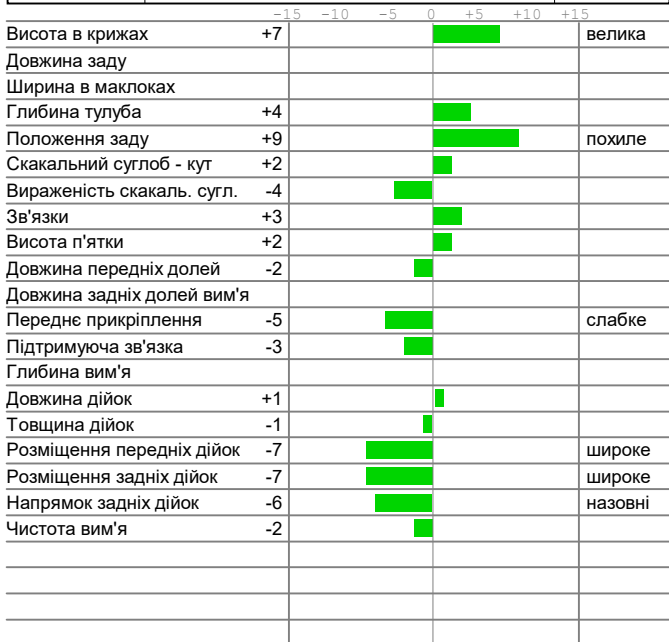 -15 -10 -5 0 +5 +10 +15
Висота в крижах +7 велика
Довжина заду
Ширина в маклоках
Глибина тулуба +4
Положення заду +9 похиле
Скакальний суглоб - кут +2
Вираженість скакаль. сугл. -4
Зв'язки +3
Висота п'ятки +2
Довжина передніх долей -2
Довжина задніх долей вим'я
Переднє прикріплення -5 слабке
Підтримуюча зв'язка -3
Глибина вим'я
Довжина дійок +1
Товщина дійок -1
Розміщення передніх дійок -7 широке
Розміщення задніх дійок -7 широке
Напрямок задніх дійок -6 назовні
Чистота вим'я -2